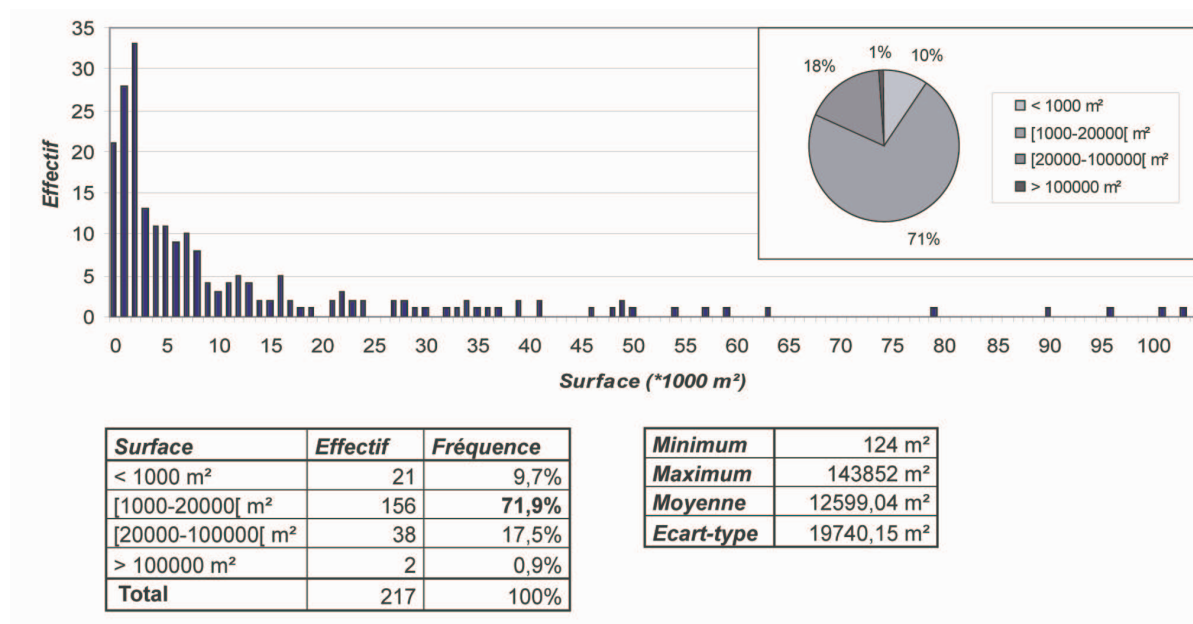 35
30
25
20
15
10
5
0
Effectif
0 5 10 15 20 25 30 35 40 45 50 55 60 65 70 75 80 85 90 95 100
Surface (*1000 m²)
1% 10%
18%
71%
< 1000 m²
[1000-20000[ m²
[20000-100000[ m²
> 100000 m²
Surface Effectif Fréquence
< 1000 m² 21 9,7%
[1000-20000[ m² 156 71,9%
[20000-100000[ m² 38 17,5%
> 100000 m² 2 0,9%
Total 217 100%
Minimum 124 m²
Maximum 143852 m²
Moyenne 12599,04 m²
Ecart-type 19740,15 m²